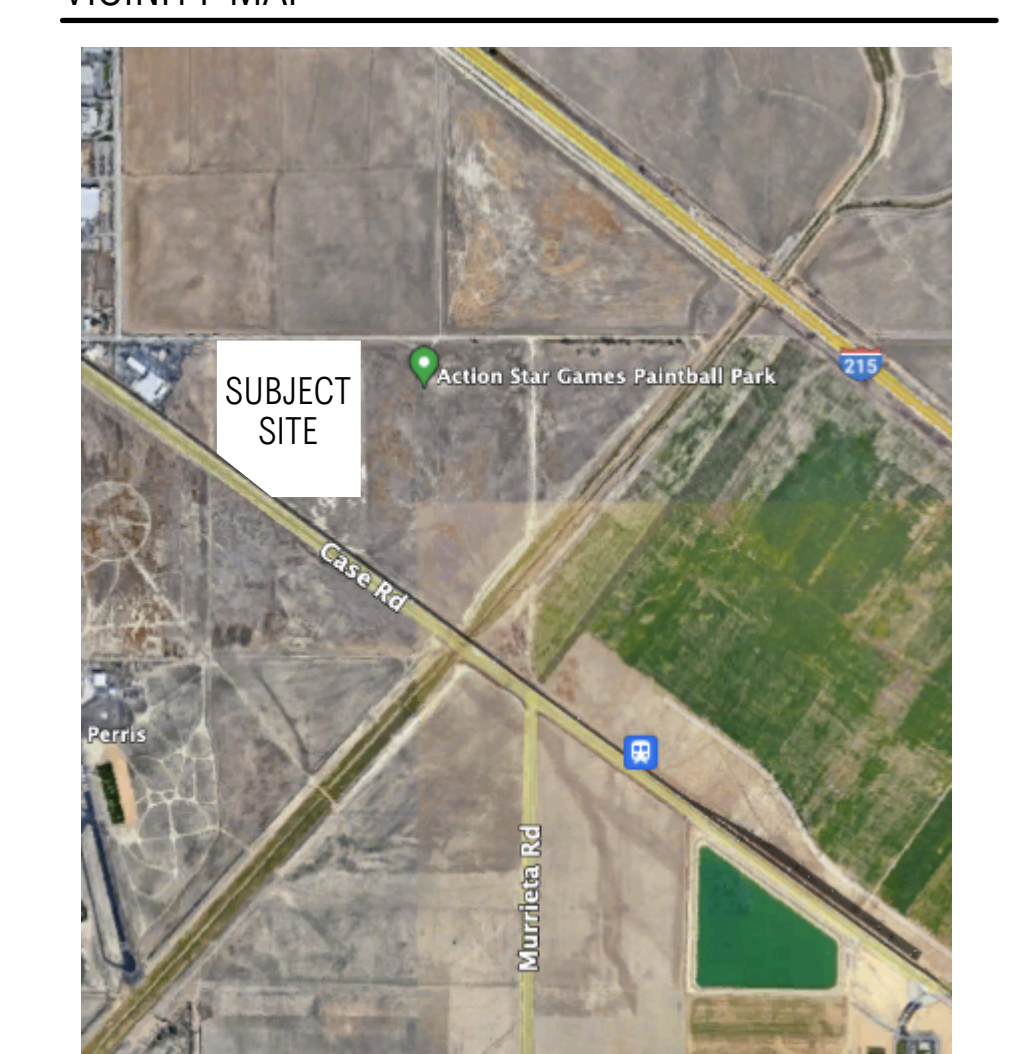 VICINITY MAP
215
Action Star Games Paintball Park
SUBJECT
SITE
Case Rd
Perris
Murrieta Rd